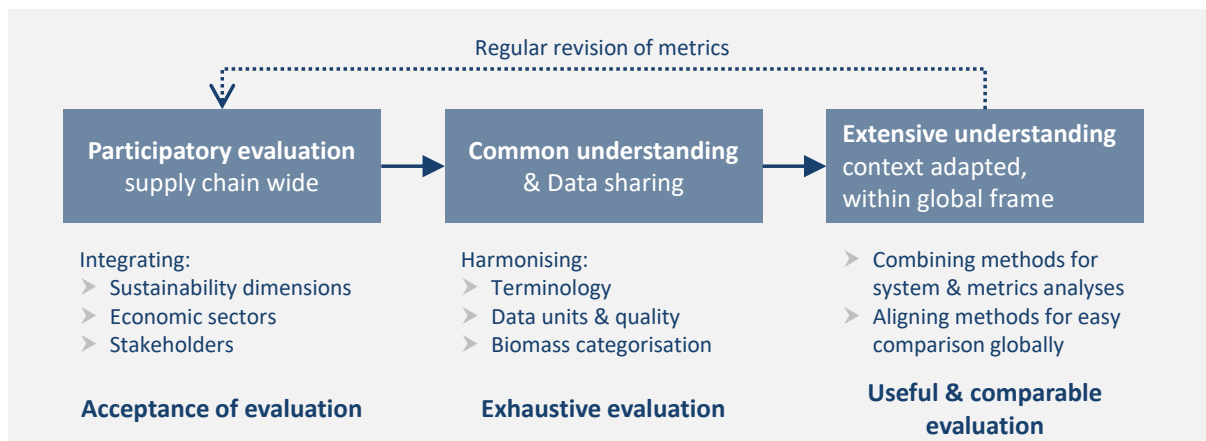 Regular revision of metrics
Participatory evaluation
supply chain wide
Common understanding
& Data sharing
Extensive understanding
context adapted,
within global frame
Integrating:
Sustainability dimensions
Economic sectors
Stakeholders
Acceptance of evaluation
Harmonising:
Terminology
Data units & quality
Biomass categorisation
Exhaustive evaluation
Combining methods for
system & metrics analyses
Aligning methods for easy
comparison globally
Useful & comparable
evaluation